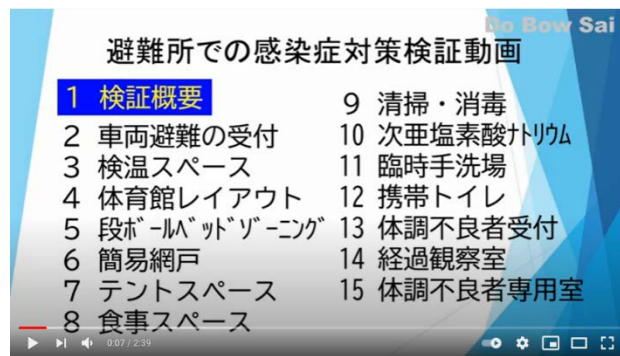 Do Bow Sai
避難所での感染症対策検証動画
1 検証概要
2 車両避難の受付
3 検温スペース
4 体育館レイアウト
5 段ﾎﾞｰﾙﾍﾞｯﾄﾞｿﾞｰﾆﾝｸﾞ
6 簡易網戸
7 テントスペース
8 食事スペース
9 清掃・消毒
10 次亜塩素酸ﾅﾄﾘｳﾑ
11 臨時手洗場
12 携帯トイレ
13 体調不良者受付
14 経過観察室
15 体調不良者専用室
0:07 / 2:39